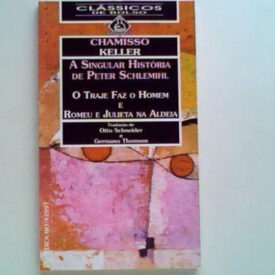 CLÁSSICOS
DE BOLSO
CHAMISSO
KELLER
A SINGULAR HISTÓRIA
DE PETER SCHLEMIHL
O TRAJE FAZ O HOMEM
E
ROMEU E JULIETA NA ALDEIA
Tradução de
Otto Schneider
e
Germano Thomsen
EDIOURO